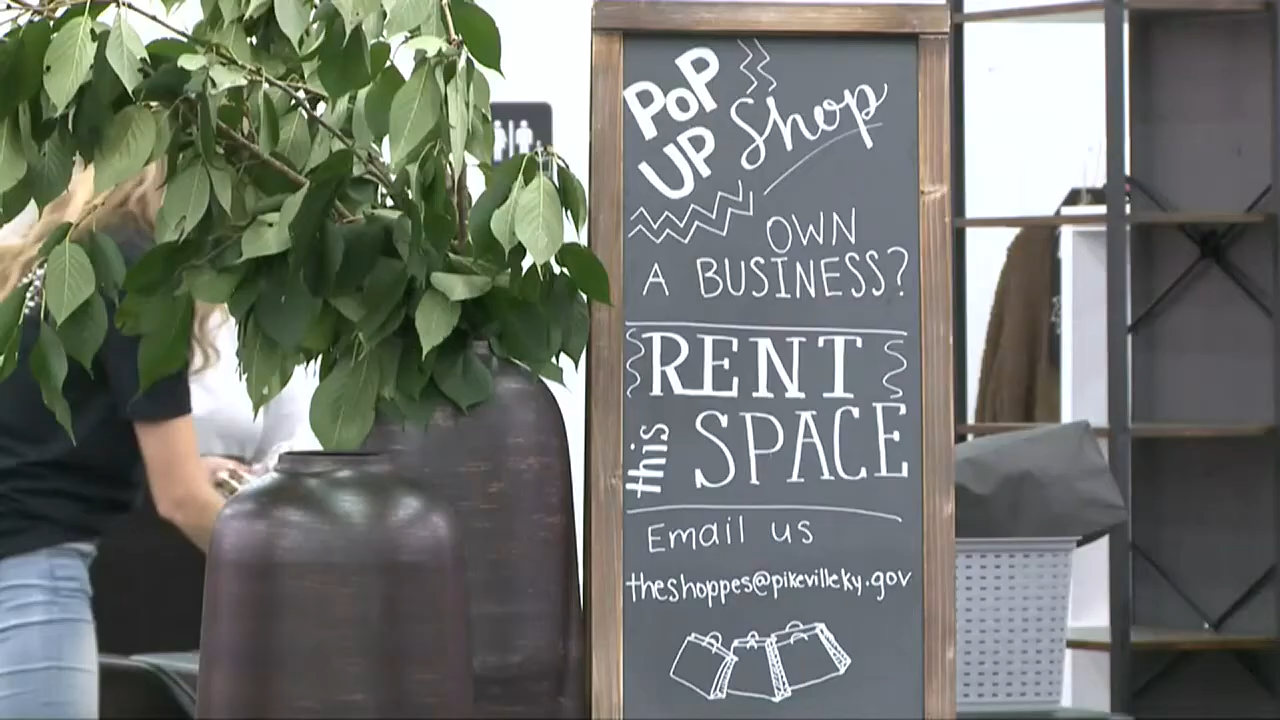 PoP UP Shop
OWN
A BUSINESS?
RENT
this SPACE
Email us
theshoppes@pikevilleky.gov